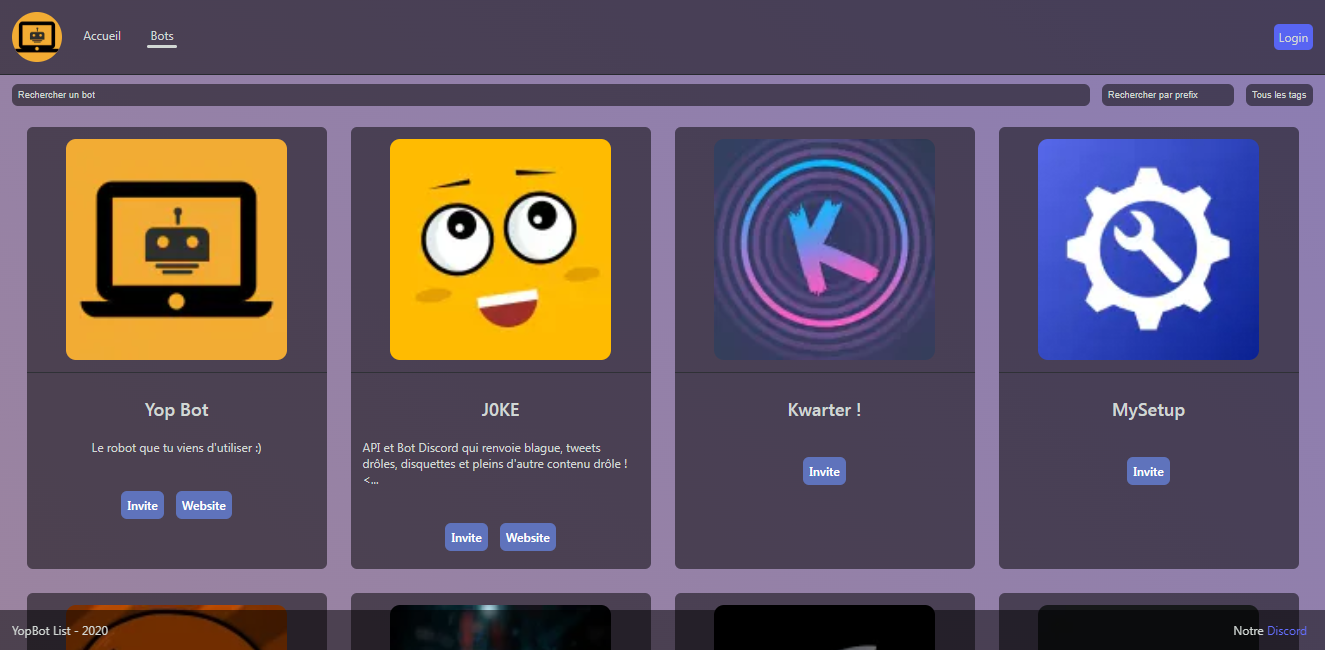 Accueil Bots Login
Rechercher un bot Rechercher par prefix Tous les tags
K
Yop Bot
Le robot que tu viens d'utiliser :)
Invite Website
J0KE
API et Bot Discord qui renvoie blague, tweets
drôles, disquettes et pleins d'autre contenu drôle !
<...
Invite Website
Kwarter !
Invite
MySetup
Invite
YopBot List - 2020 Notre Discord